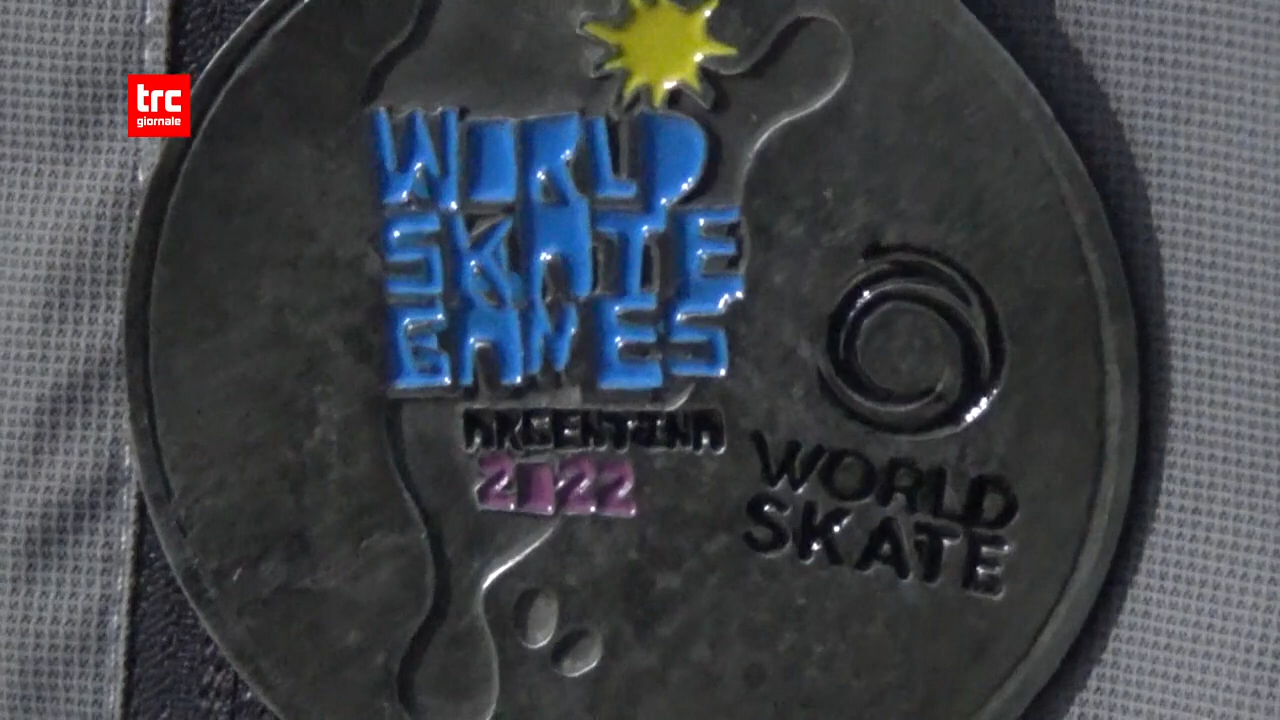 trc
giornale
WORLD
SKATE
GAMES
ARGENTINA
2022
WORLD
SKATE